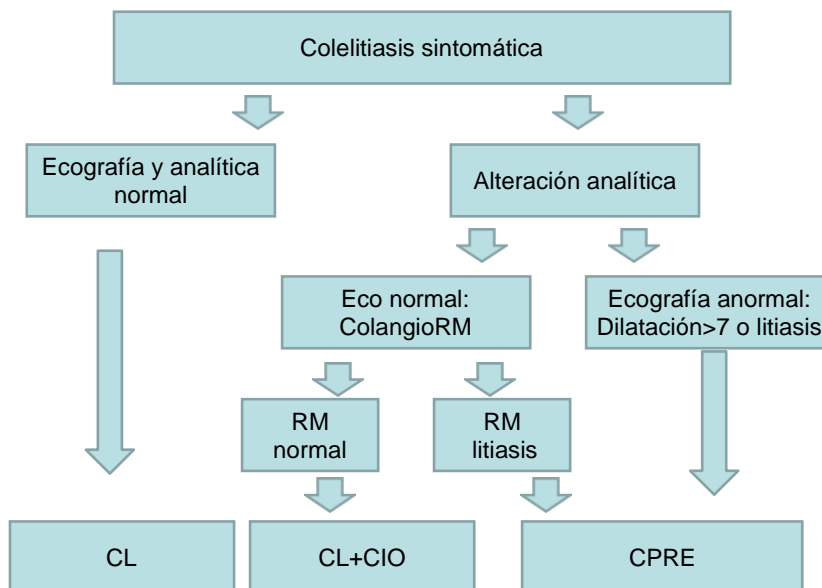 Colelitiasis sintomática
Ecografía y analítica
normal
Alteración analítica
Eco normal:
ColangioRM
Ecografía anormal:
Dilatación>7 o litiasis
RM
normal
RM
litiasis
CL
CL+CIO
CPRE